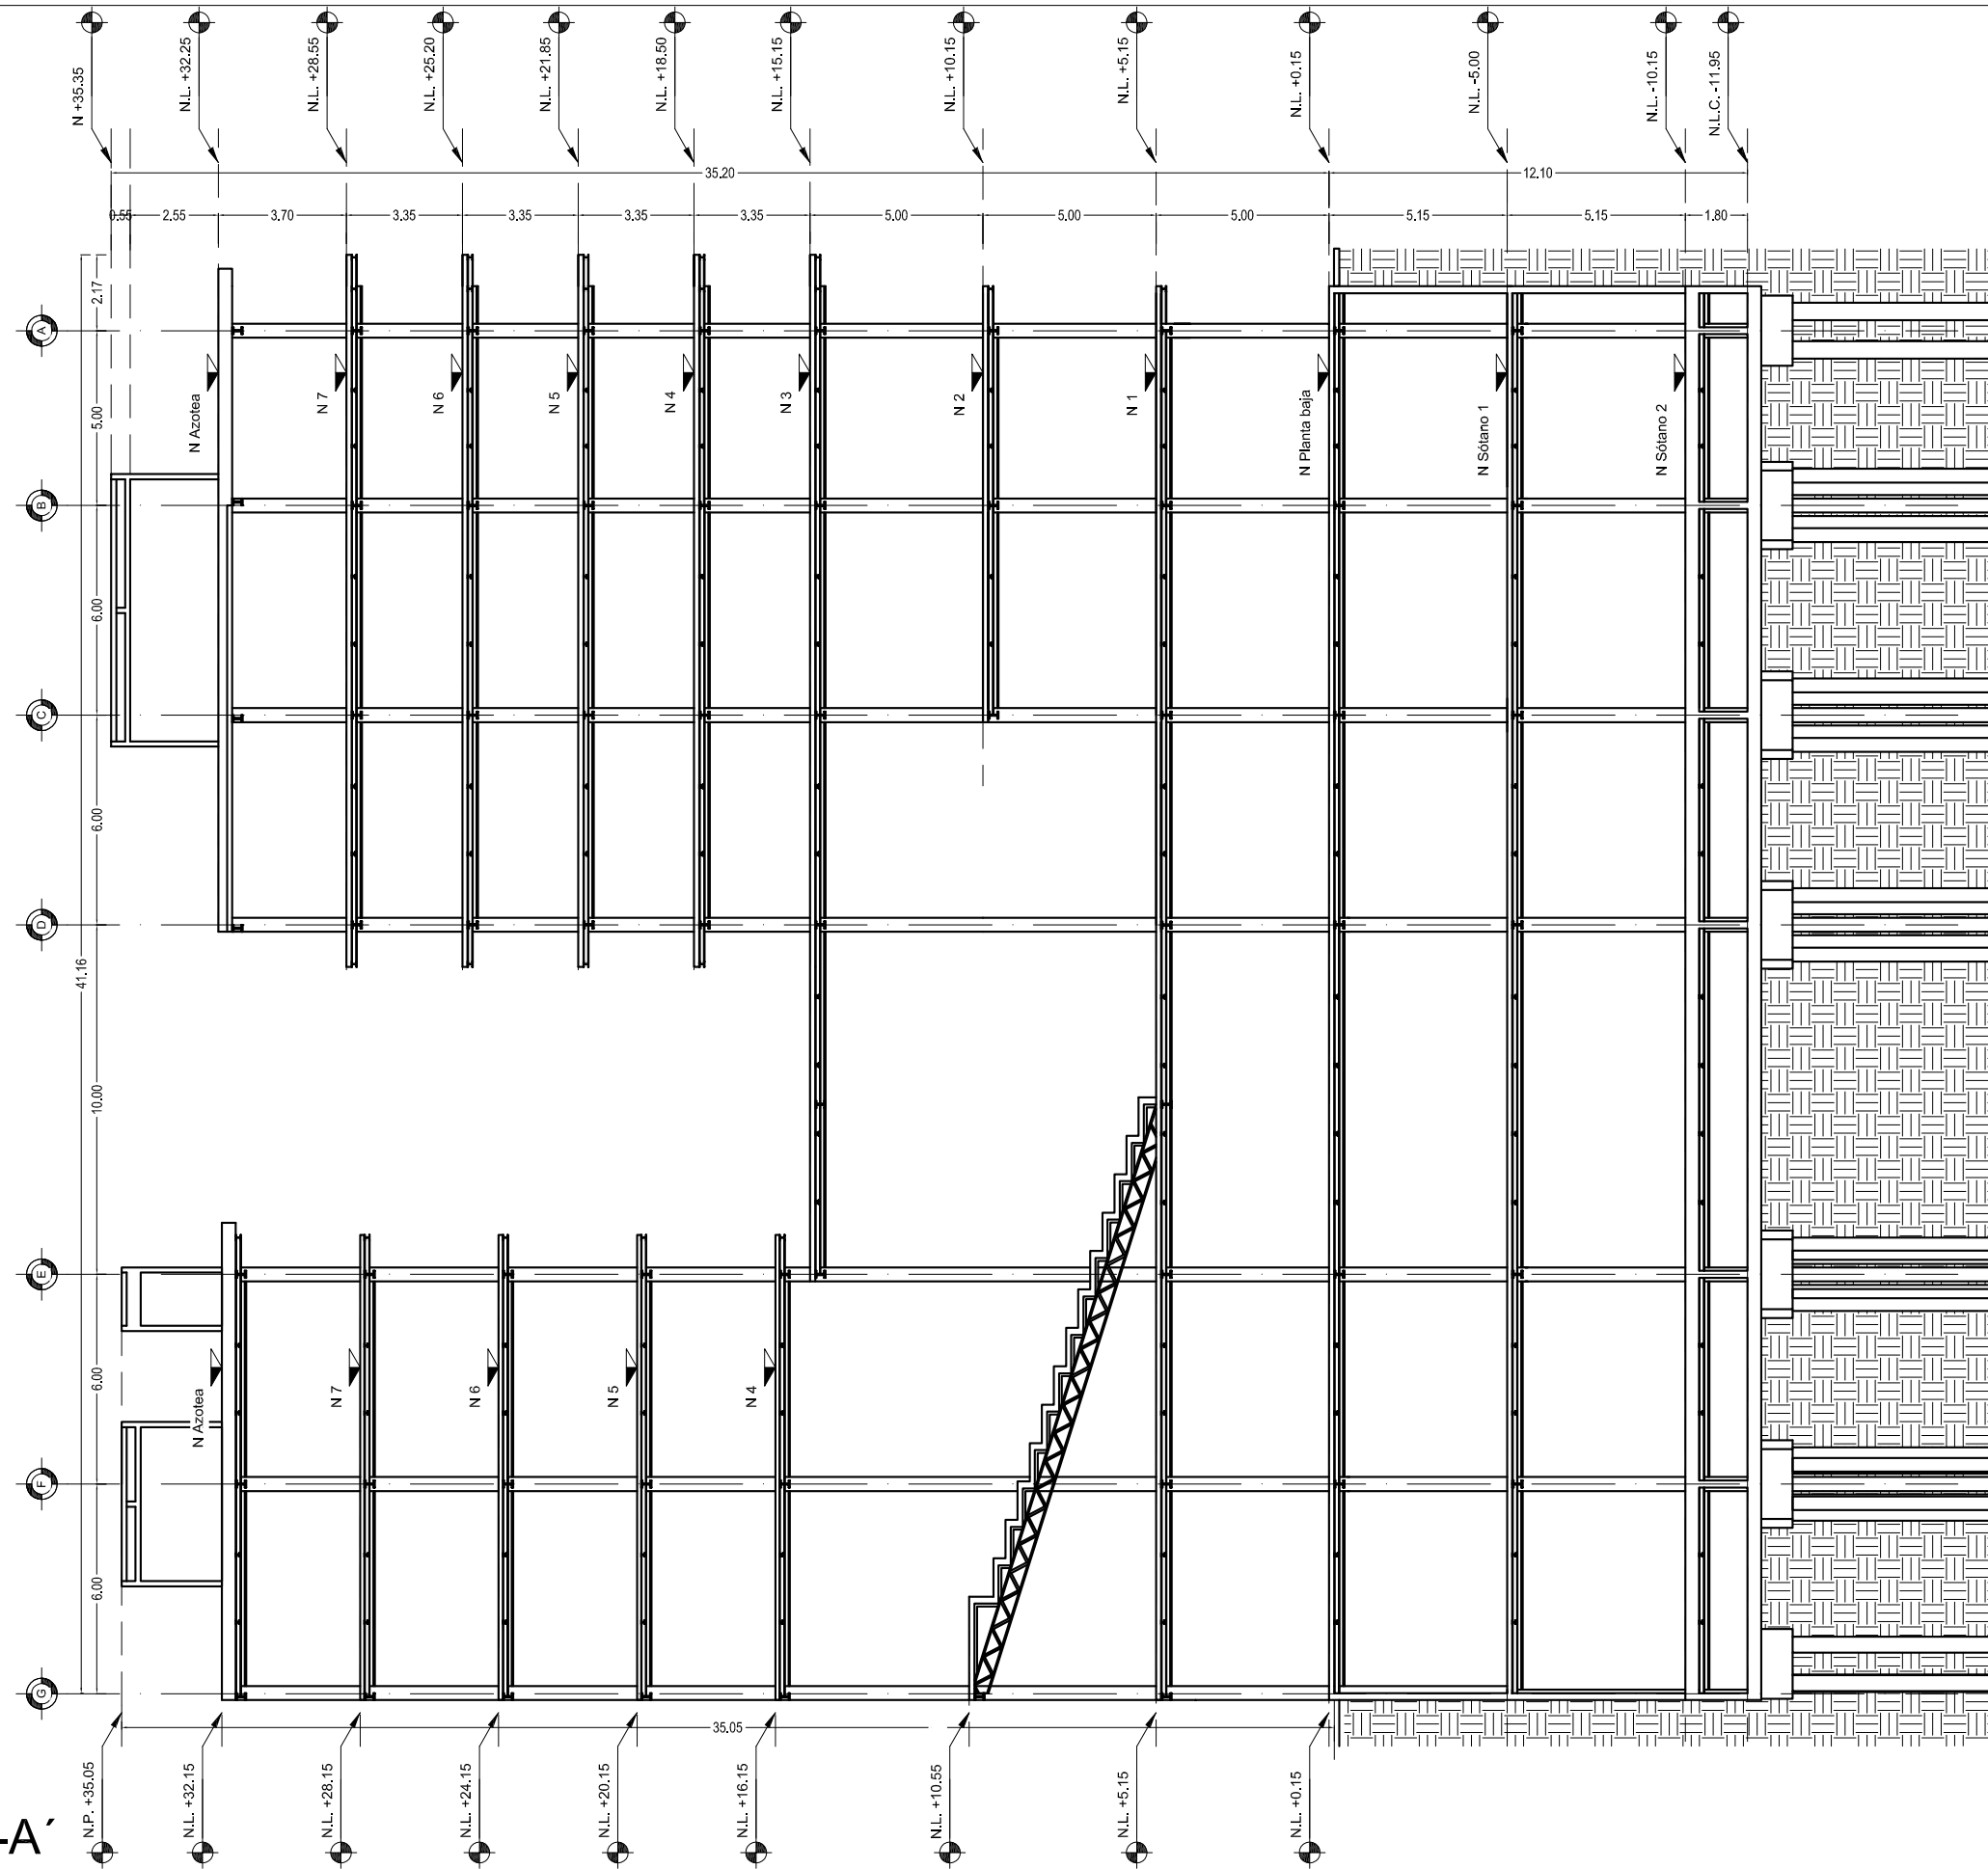 N +35.35
N.L. +32.25
N.L. +28.55
N.L. +25.20
N.L. +21.85
N.L. +18.50
N.L. +15.15
N.L. +10.15
N.L. +5.15
N.L. +0.15
N.L. -5.00
N.L. -10.15
N.L.C. -11.95
35.20
12.10
0.55
2.55
3.70
3.35
3.35
3.35
3.35
5.00
5.00
5.00
5.15
5.15
1.80
A
B
C
D
E
F
G
2.17
5.00
6.00
6.00
10.00
6.00
6.00
41.16
N Azotea
N 7
N 6
N 5
N 4
N 3
N 2
N 1
N Planta baja
N Sótano 1
N Sótano 2
N Azotea
N 7
N 6
N 5
N 4
35.05
N.P. +35.05
N.L. +32.15
N.L. +28.15
N.L. +24.15
N.L. +20.15
N.L. +16.15
N.L. +10.55
N.L. +5.15
N.L. +0.15
-A´